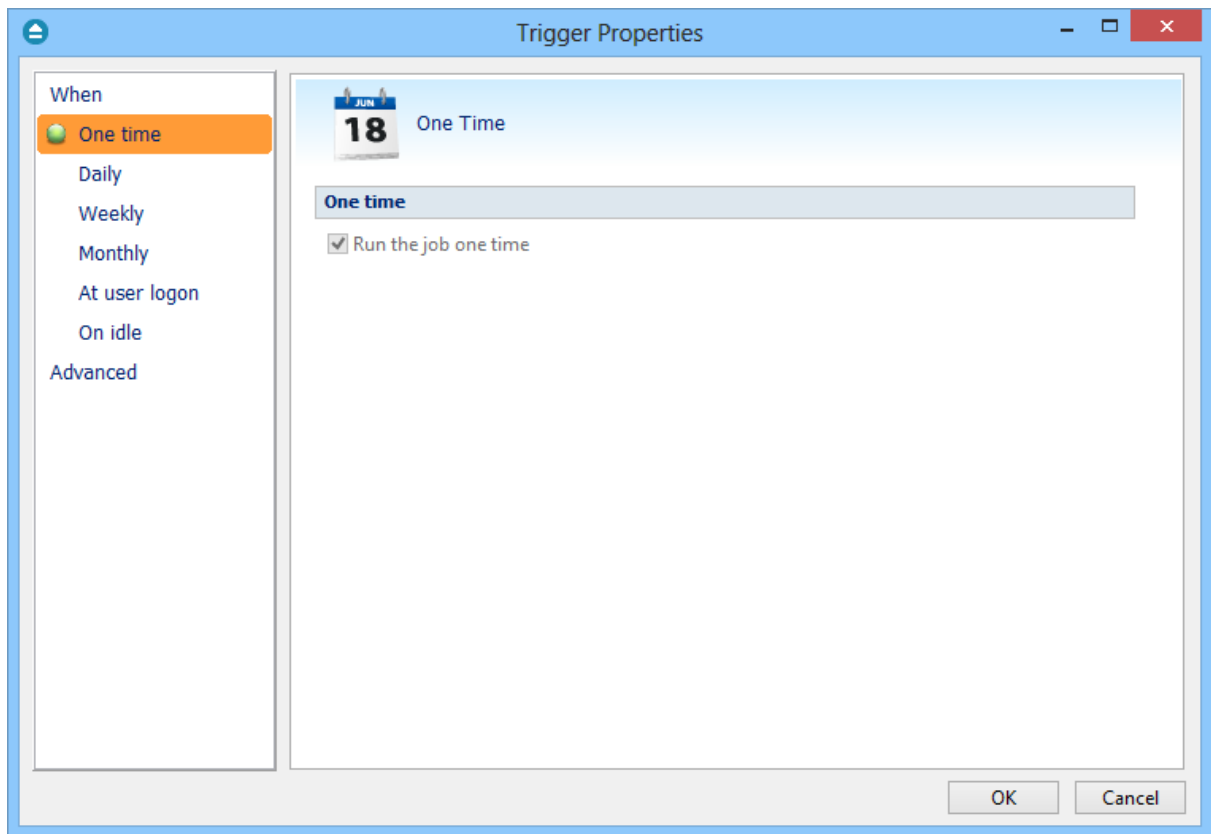 Trigger Properties
When
One time
Daily
Weekly
Monthly
At user logon
On idle
Advanced
JUN
18
One Time
One time
Run the job one time
OK
Cancel